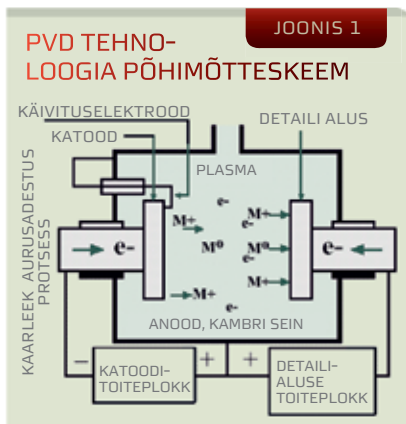 JOONIS 1
PVD TEHNO-
LOOGIA PÕHIMÕTTESKEEM
KÄIVITUSELEKTROOD
KATOOD
DETAILI ALUS
PLASMA
KAARLEEK AURUSADESTUS
PROTSESS
e-
M+
M+
e-
e-
M⁰
M⁰
e-
e-
M+
M+
e-
ANOOD, KAMBRI SEIN
− + +
KATOODI-
TOITEPLOKK
DETAILI-
ALUSE
TOITEPLOKK